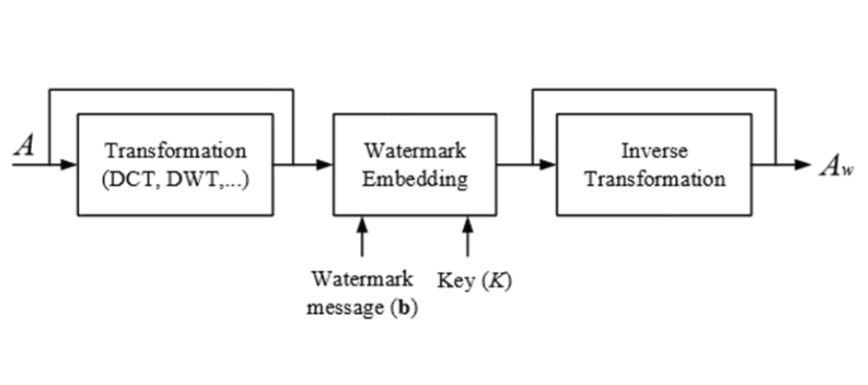 A
Transformation
(DCT, DWT,...)
Watermark
Embedding
Inverse
Transformation
Aw
Watermark
message (b)
Key (K)